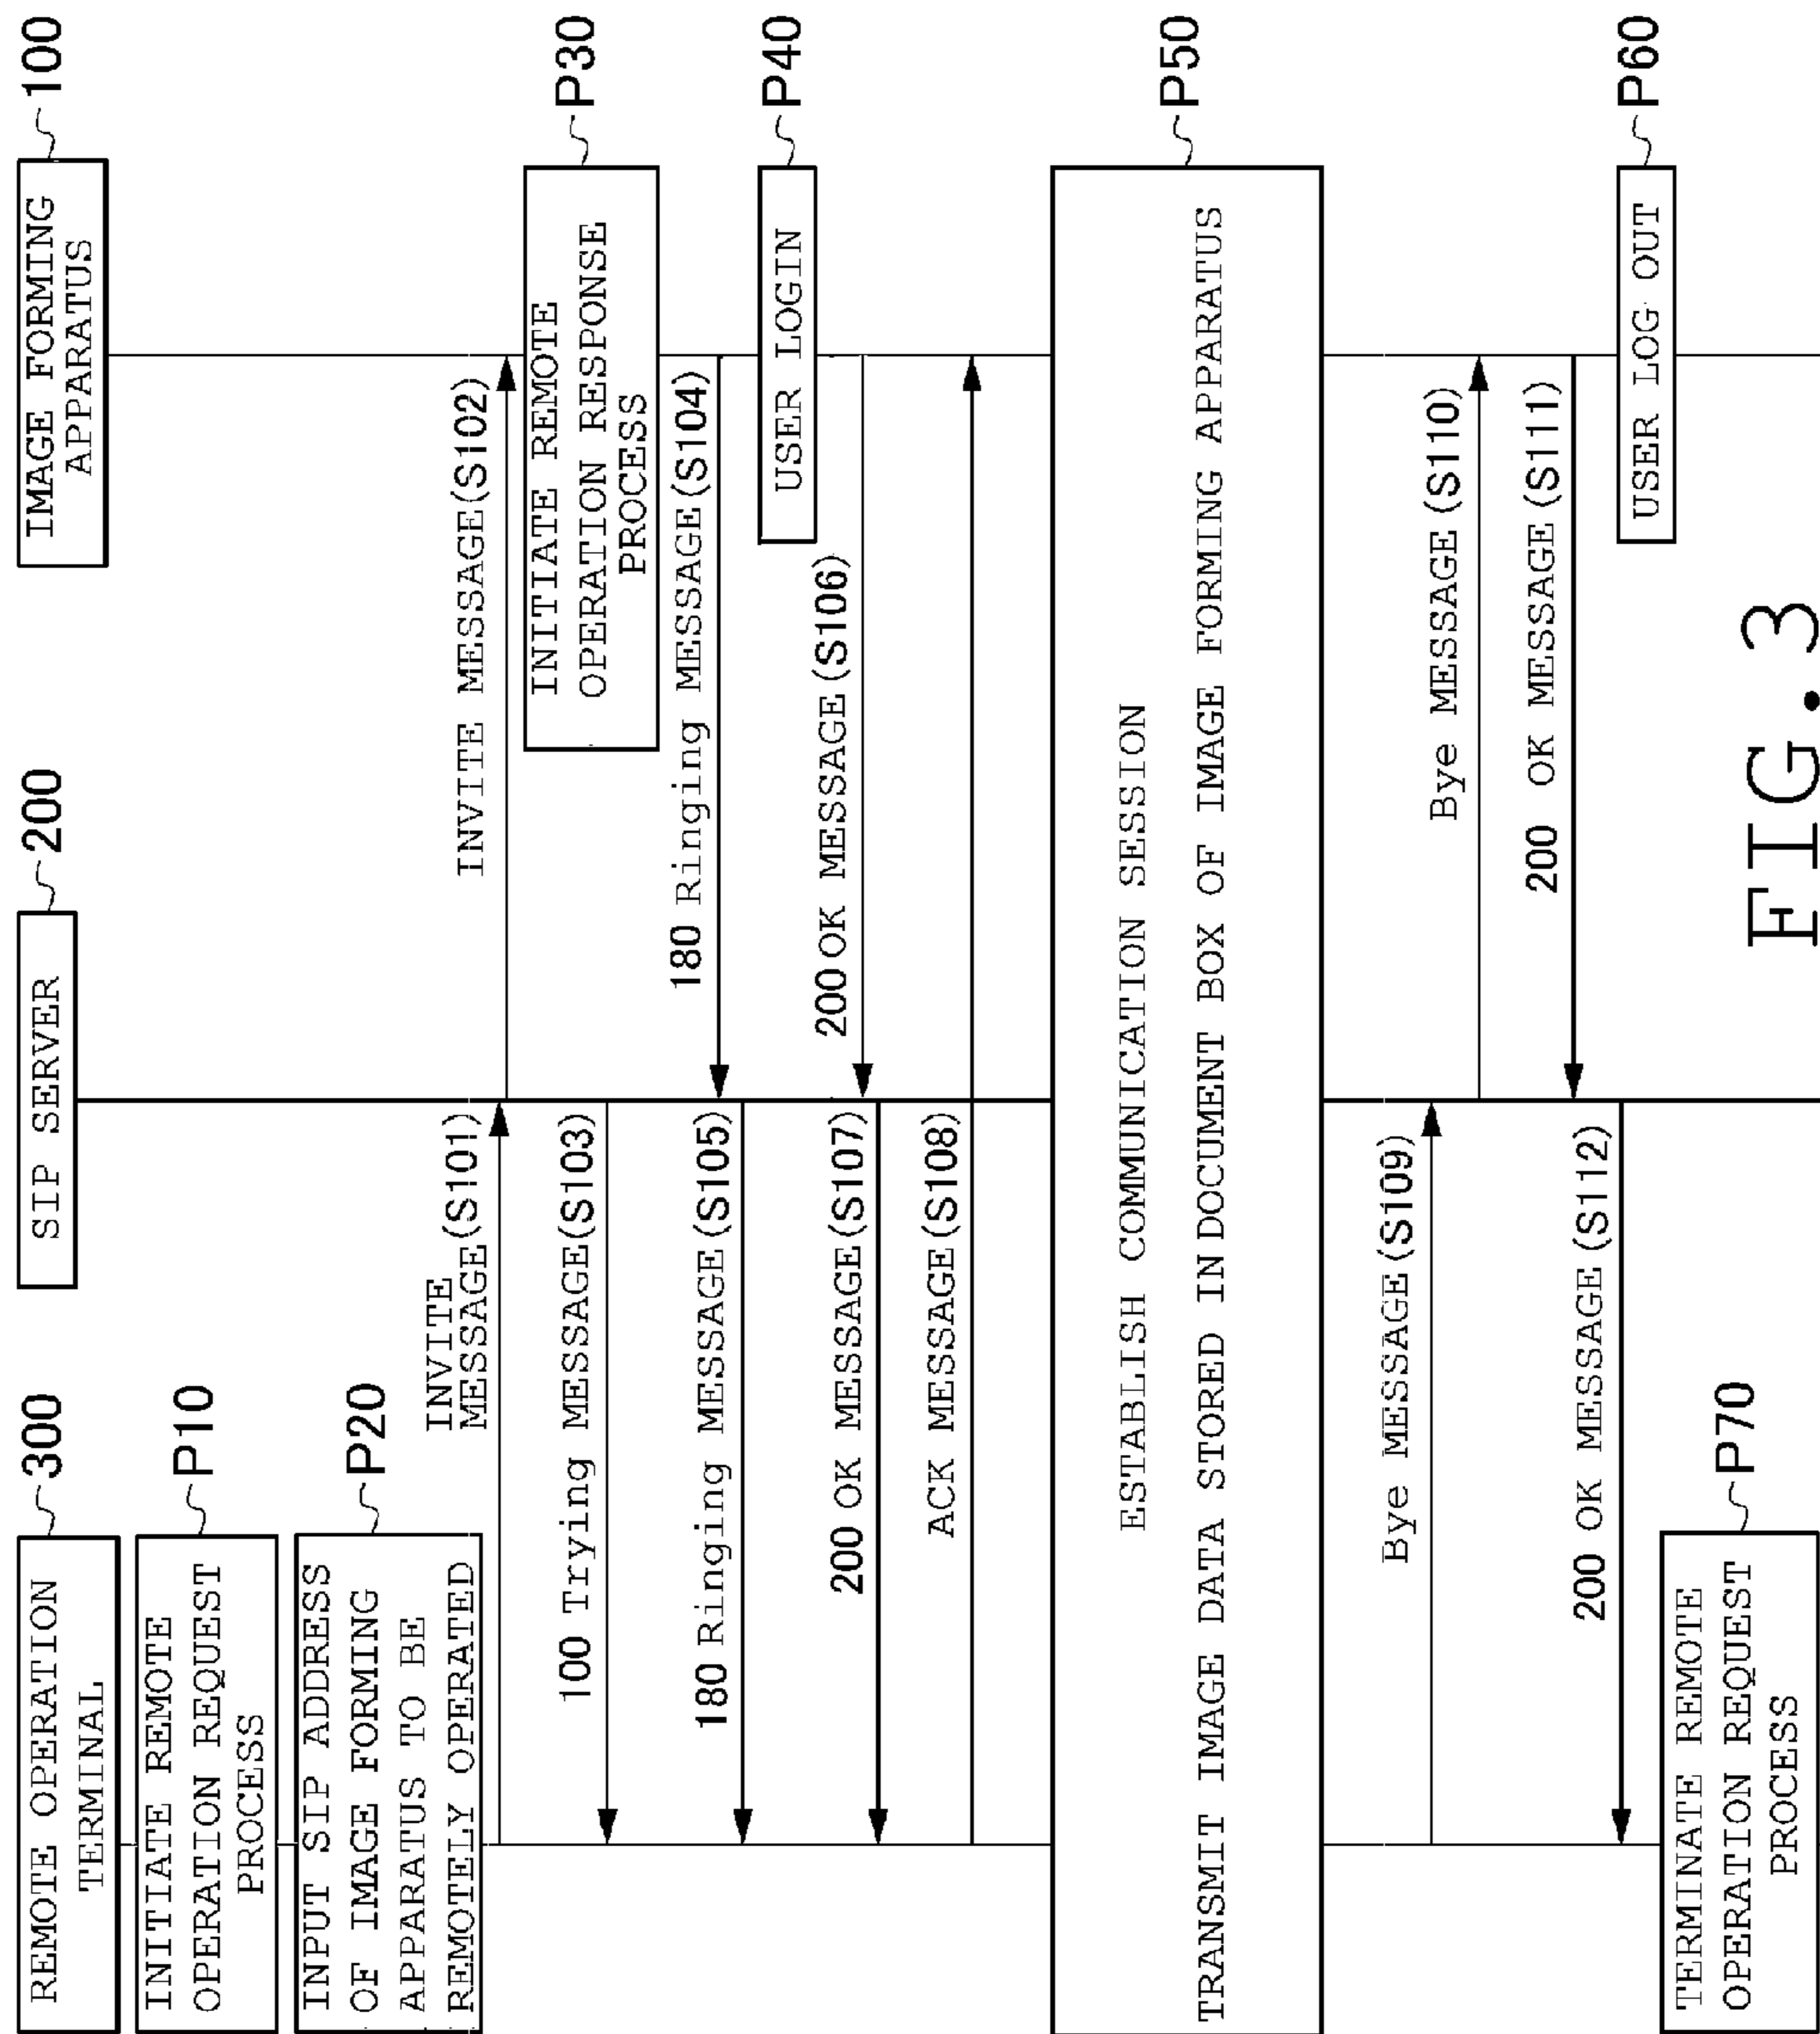 REMOTE OPERATION
TERMINAL
300
SIP SERVER
200
IMAGE FORMING
APPARATUS
100
INITIATE REMOTE
OPERATION REQUEST
PROCESS
P10
INPUT SIP ADDRESS
OF IMAGE FORMING
APPARATUS TO BE
REMOTELY OPERATED
P20
INVITE
MESSAGE(S101)
INVITE MESSAGE(S102)
INITIATE REMOTE
OPERATION RESPONSE
PROCESS
P30
100 Trying MESSAGE(S103)
180 Ringing MESSAGE(S104)
180 Ringing MESSAGE(S105)
USER LOGIN
P40
200 OK MESSAGE(S106)
200 OK MESSAGE(S107)
ACK MESSAGE(S108)
ESTABLISH COMMUNICATION SESSION
TRANSMIT IMAGE DATA STORED IN DOCUMENT BOX OF IMAGE FORMING APPARATUS
P50
Bye MESSAGE(S109)
Bye MESSAGE(S110)
200 OK MESSAGE(S111)
200 OK MESSAGE(S112)
USER LOG OUT
P60
TERMINATE REMOTE
OPERATION REQUEST
PROCESS
P70
FIG.3